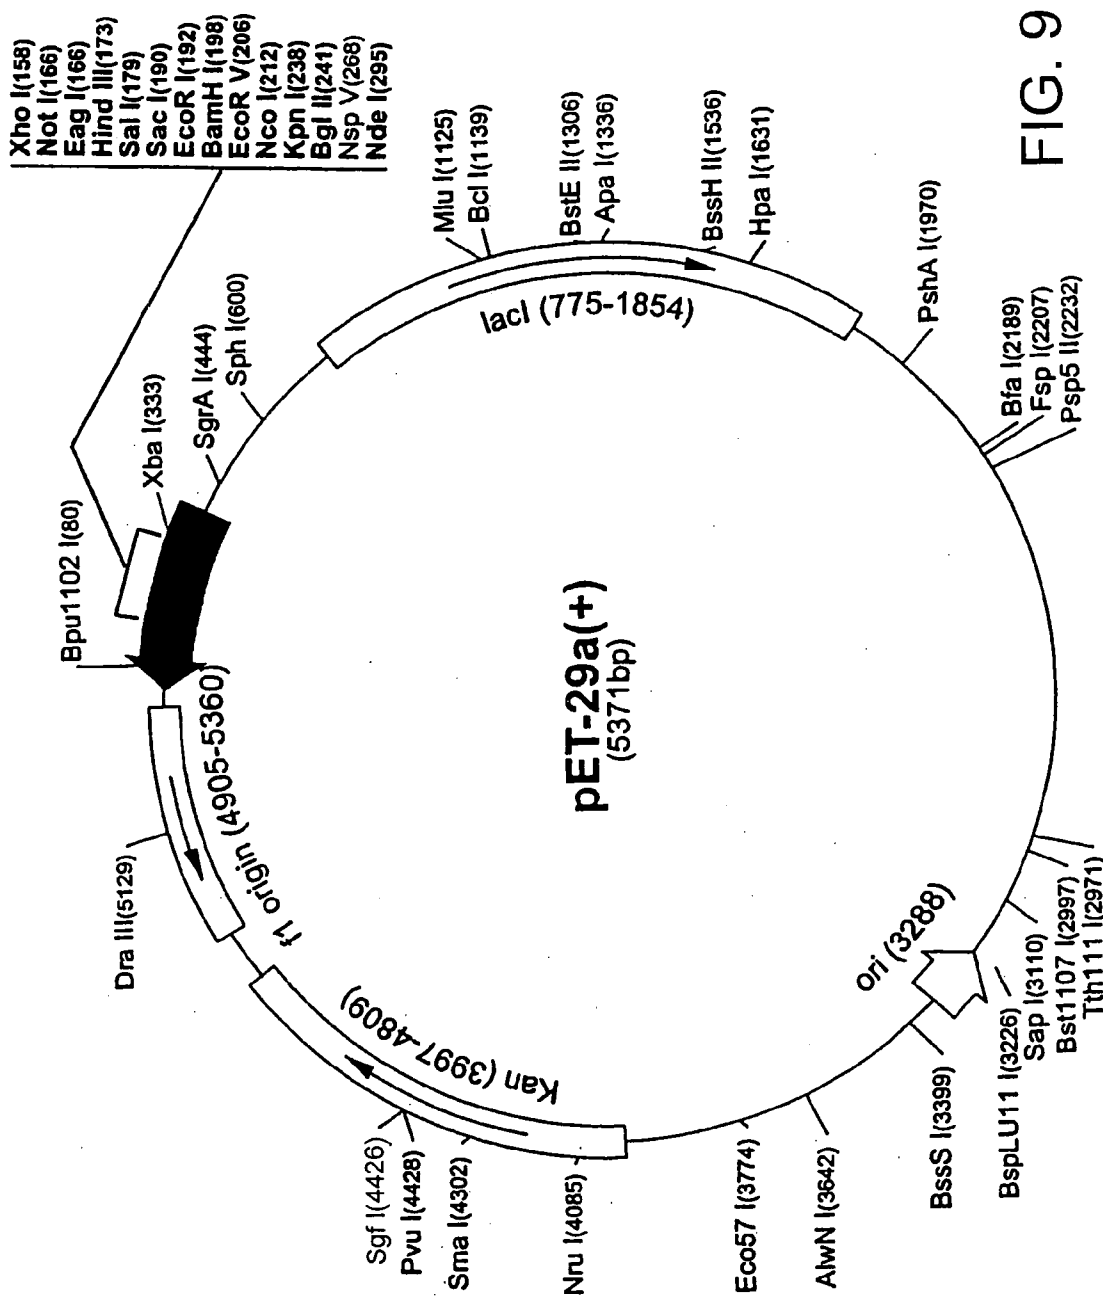 Xho I(158)
Not I(166)
Eag I(166)
Hind III(173)
Sal I(179)
Sac I(190)
EcoR I(192)
BamH I(198)
EcoR V(206)
Nco I(212)
Kpn I(238)
Bgl II(241)
Nsp V(268)
Nde I(295)
Bpu1102 I(80)
Xba I(333)
SgrA I(444)
Sph I(600)
Mlu I(1125)
Bcl I(1139)
BstE II(1306)
Apa I(1336)
BssH II(1536)
Hpa I(1631)
lacI (775-1854)
PshA I(1970)
Bfa I(2189)
Fsp I(2207)
Psp5 II(2232)
pET-29a(+)
(5371bp)
Dra III(5129)
f1 origin (4905-5360)
Kan (3997-4809)
Sgf I(4426)
Pvu I(4428)
Sma I(4302)
Nru I(4085)
Eco57 I(3774)
AlwN I(3642)
BssS I(3399)
ori (3288)
BspLU11 I(3226)
Sap I(3110)
Bst1107 I(2997)
Tth111 I(2971)
FIG. 9